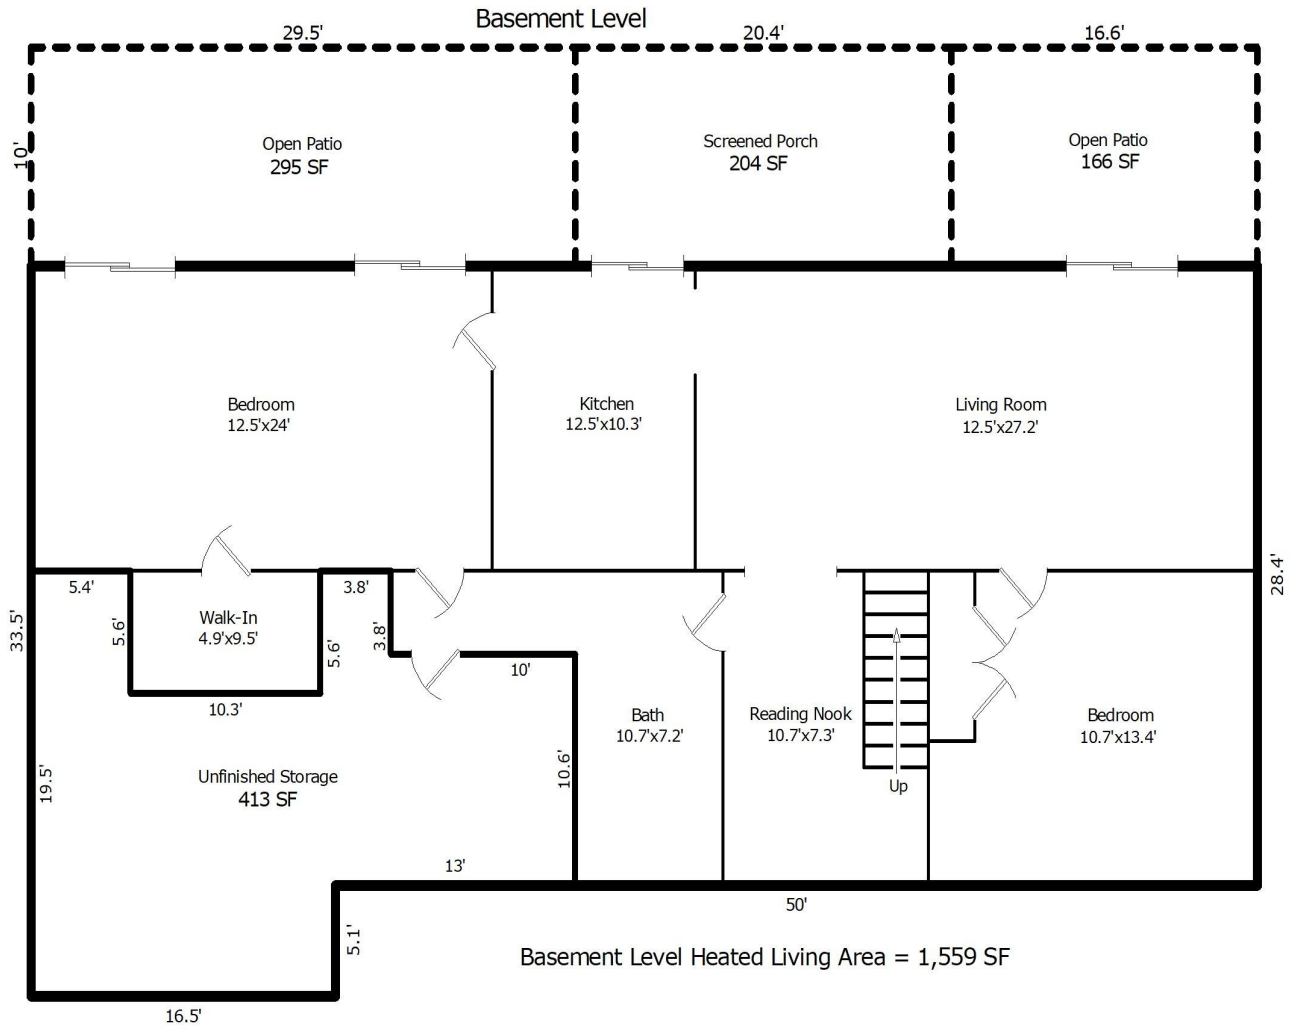 Basement Level
29.5'
20.4'
16.6'
10'
Open Patio
295 SF
Screened Porch
204 SF
Open Patio
166 SF
Bedroom
12.5'x24'
Kitchen
12.5'x10.3'
Living Room
12.5'x27.2'
5.4'
3.8'
28.4'
33.5'
5.6'
Walk-In
4.9'x9.5'
5.6'
3.8'
10'
10.3'
Bath
10.7'x7.2'
Reading Nook
10.7'x7.3'
Bedroom
10.7'x13.4'
Unfinished Storage
413 SF
19.5'
10.6'
Up
13'
50'
5.1'
Basement Level Heated Living Area = 1,559 SF
16.5'